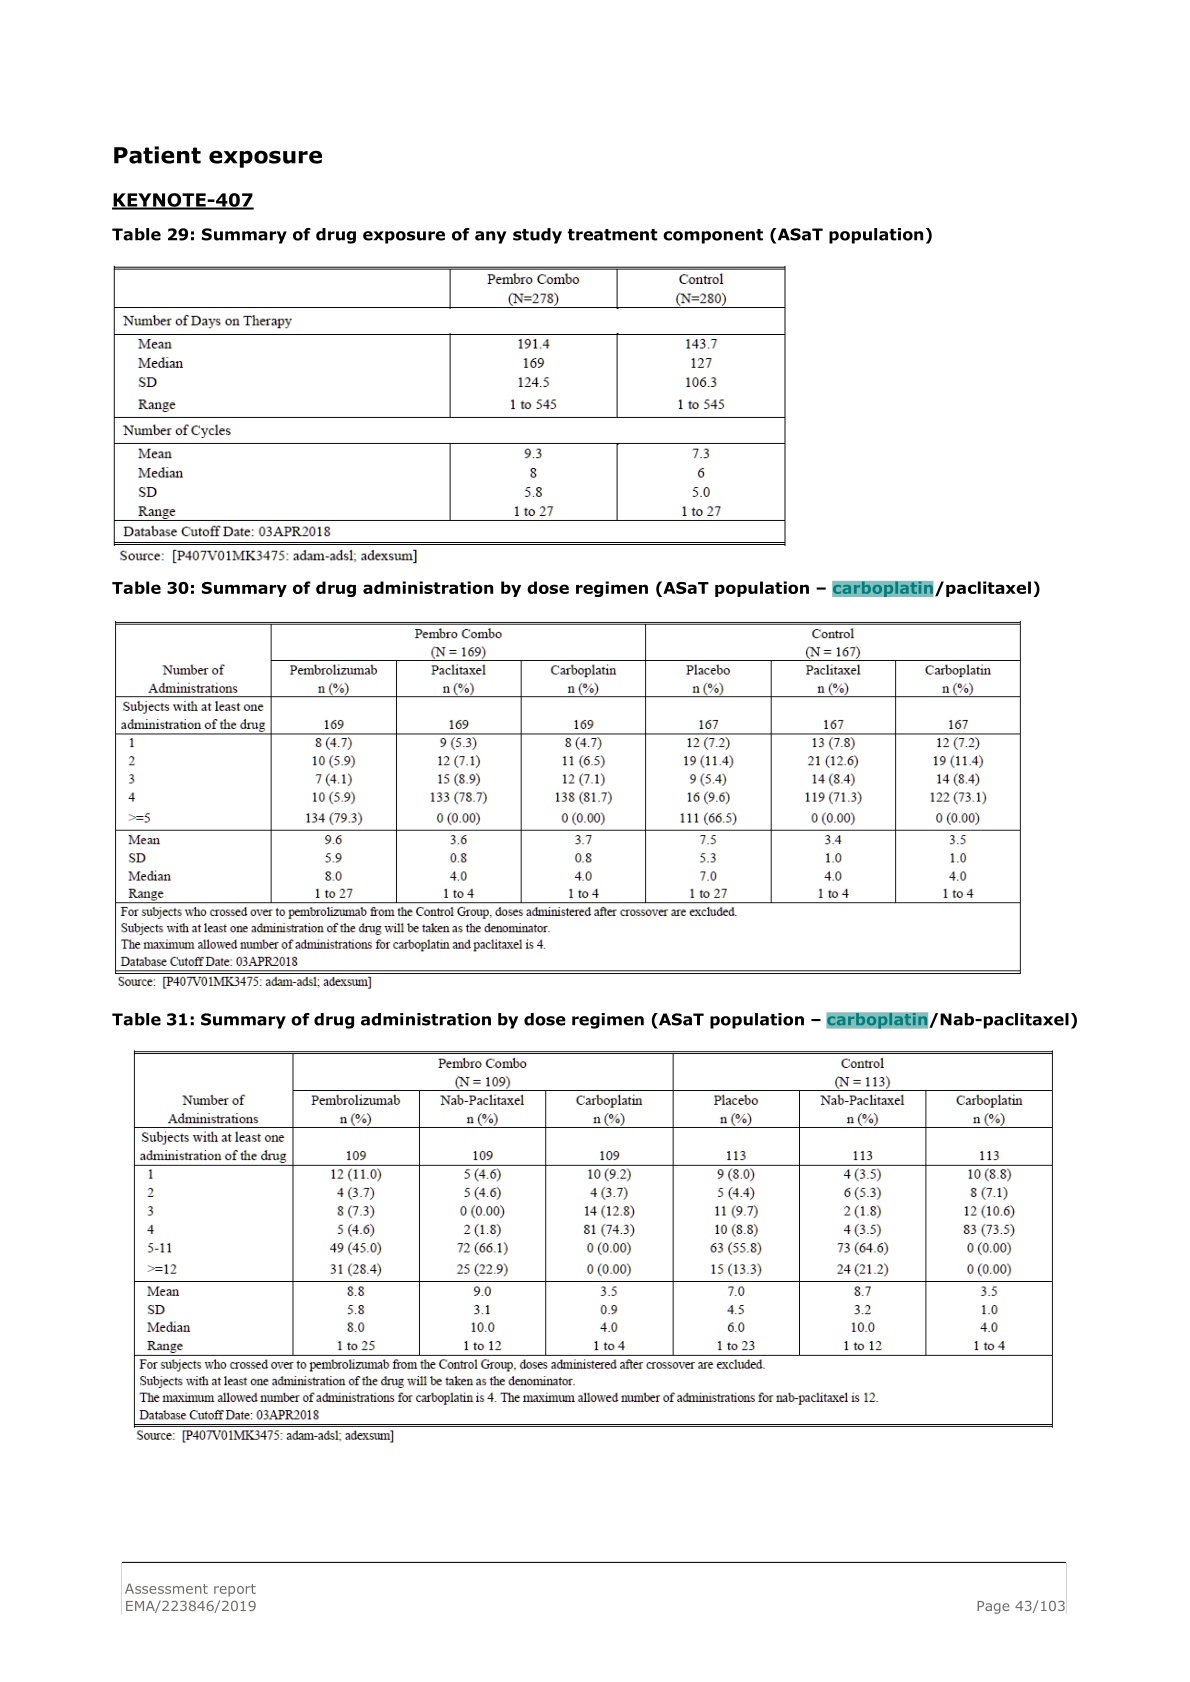 Patient exposure
KEYNOTE-407
Table 29: Summary of drug exposure of any study treatment component (ASaT population)
Pembro Combo Control
(N=278) (N=280)
Number of Days on Therapy
Mean 191.4 143.7
Median 169 127
SD 124.5 106.3
Range 1 to 545 1 to 545
Number of Cycles
Mean 9.3 7.3
Median 8 6
SD 5.8 5.0
Range 1 to 27 1 to 27
Database Cutoff Date: 03APR2018
Source: [P407V01MK3475: adam-adsl; adexsum]
Table 30: Summary of drug administration by dose regimen (ASaT population – carboplatin/paclitaxel)
Pembro Combo Control
(N = 169) (N = 167)
Number of Pembrolizumab Paclitaxel Carboplatin Placebo Paclitaxel Carboplatin
Administrations n (%) n (%) n (%) n (%) n (%) n (%)
Subjects with at least one
administration of the drug 169 169 169 167 167 167
1 8 (4.7) 9 (5.3) 8 (4.7) 12 (7.2) 13 (7.8) 12 (7.2)
2 10 (5.9) 12 (7.1) 11 (6.5) 19 (11.4) 21 (12.6) 19 (11.4)
3 7 (4.1) 15 (8.9) 12 (7.1) 9 (5.4) 14 (8.4) 14 (8.4)
4 10 (5.9) 133 (78.7) 138 (81.7) 16 (9.6) 119 (71.3) 122 (73.1)
>=5 134 (79.3) 0 (0.00) 0 (0.00) 111 (66.5) 0 (0.00) 0 (0.00)
Mean 9.6 3.6 3.7 7.5 3.4 3.5
SD 5.9 0.8 0.8 5.3 1.0 1.0
Median 8.0 4.0 4.0 7.0 4.0 4.0
Range 1 to 27 1 to 4 1 to 4 1 to 27 1 to 4 1 to 4
For subjects who crossed over to pembrolizumab from the Control Group, doses administered after crossover are excluded.
Subjects with at least one administration of the drug will be taken as the denominator.
The maximum allowed number of administrations for carboplatin and paclitaxel is 4.
Database Cutoff Date: 03APR2018
Source: [P407V01MK3475: adam-adsl; adexsum]
Table 31: Summary of drug administration by dose regimen (ASaT population – carboplatin/Nab-paclitaxel)
Pembro Combo Control
(N = 109) (N = 113)
Number of Pembrolizumab Nab-Paclitaxel Carboplatin Placebo Nab-Paclitaxel Carboplatin
Administrations n (%) n (%) n (%) n (%) n (%) n (%)
Subjects with at least one
administration of the drug 109 109 109 113 113 113
1 12 (11.0) 5 (4.6) 10 (9.2) 9 (8.0) 4 (3.5) 10 (8.8)
2 4 (3.7) 5 (4.6) 4 (3.7) 5 (4.4) 6 (5.3) 8 (7.1)
3 8 (7.3) 0 (0.00) 14 (12.8) 11 (9.7) 2 (1.8) 12 (10.6)
4 5 (4.6) 2 (1.8) 81 (74.3) 10 (8.8) 4 (3.5) 83 (73.5)
5-11 49 (45.0) 72 (66.1) 0 (0.00) 63 (55.8) 73 (64.6) 0 (0.00)
>=12 31 (28.4) 25 (22.9) 0 (0.00) 15 (13.3) 24 (21.2) 0 (0.00)
Mean 8.8 9.0 3.5 7.0 8.7 3.5
SD 5.8 3.1 0.9 4.5 3.2 1.0
Median 8.0 10.0 4.0 6.0 10.0 4.0
Range 1 to 25 1 to 12 1 to 4 1 to 23 1 to 12 1 to 4
For subjects who crossed over to pembrolizumab from the Control Group, doses administered after crossover are excluded.
Subjects with at least one administration of the drug will be taken as the denominator.
The maximum allowed number of administrations for carboplatin is 4. The maximum allowed number of administrations for nab-paclitaxel is 12.
Database Cutoff Date: 03APR2018
Source: [P407V01MK3475: adam-adsl; adexsum]
Assessment report
EMA/223846/2019 Page 43/103